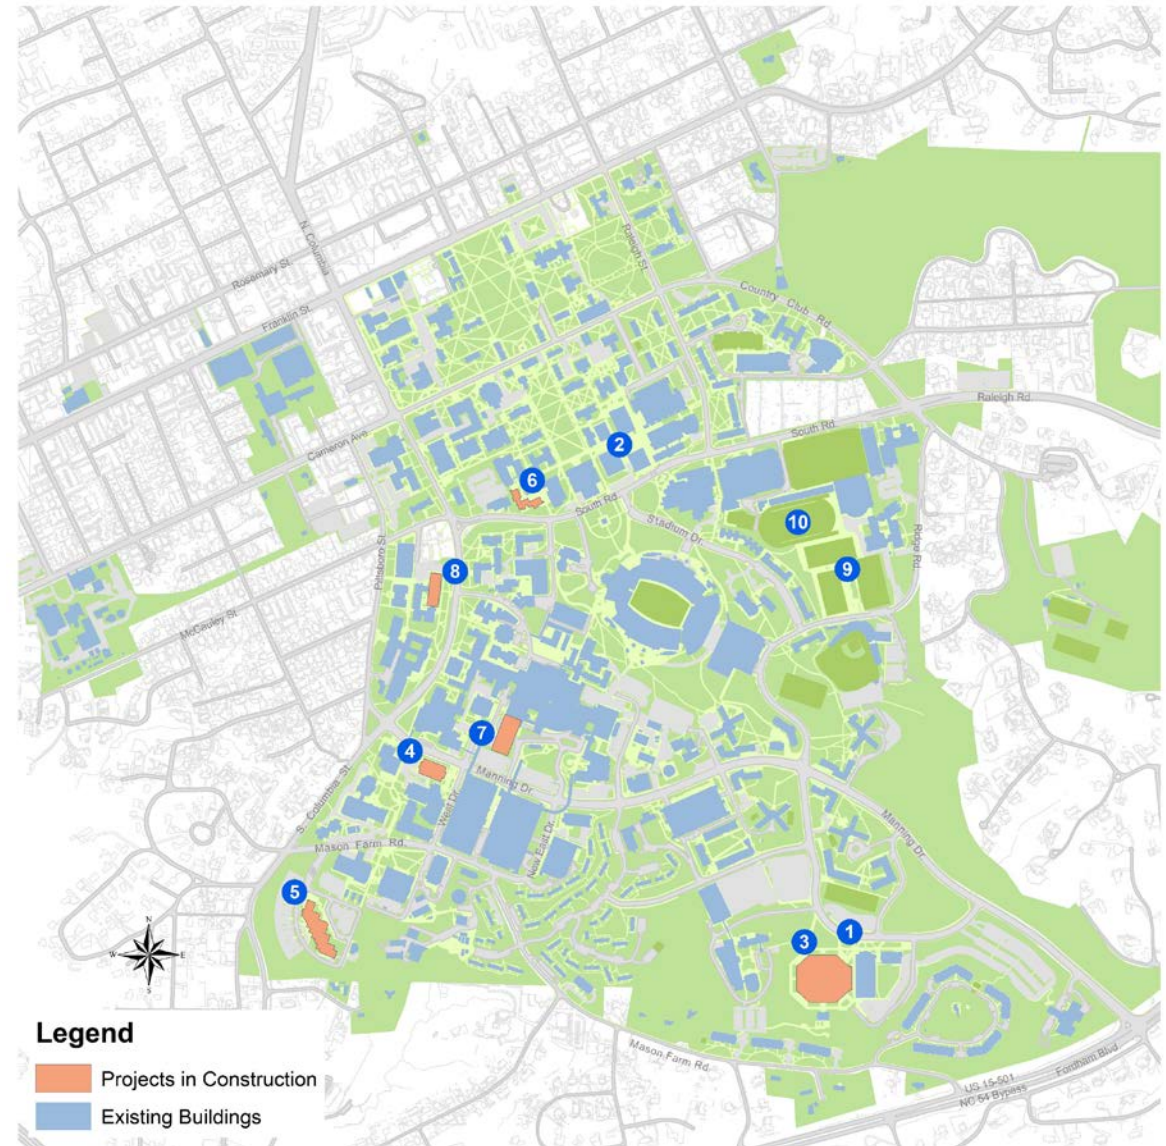 N. Columbia
Rosemary St.
Franklin St.
Raleigh St.
Country Club Rd.
Raleigh Rd.
South Rd.
Cameron Ave.
2
6
South Rd.
Stadium Dr.
10
Pittsboro St.
Ridge Rd.
8
9
McCauley St.
7
4
Manning Dr.
S. Columbia St
West Dr.
Manning Dr.
Mason Farm Rd.
New East Dr.
5
N
W
E
S
1
3
Mason Farm Rd.
Fordham Blvd.
US 15-501
NC 54 Bypass
Legend
Projects in Construction
Existing Buildings